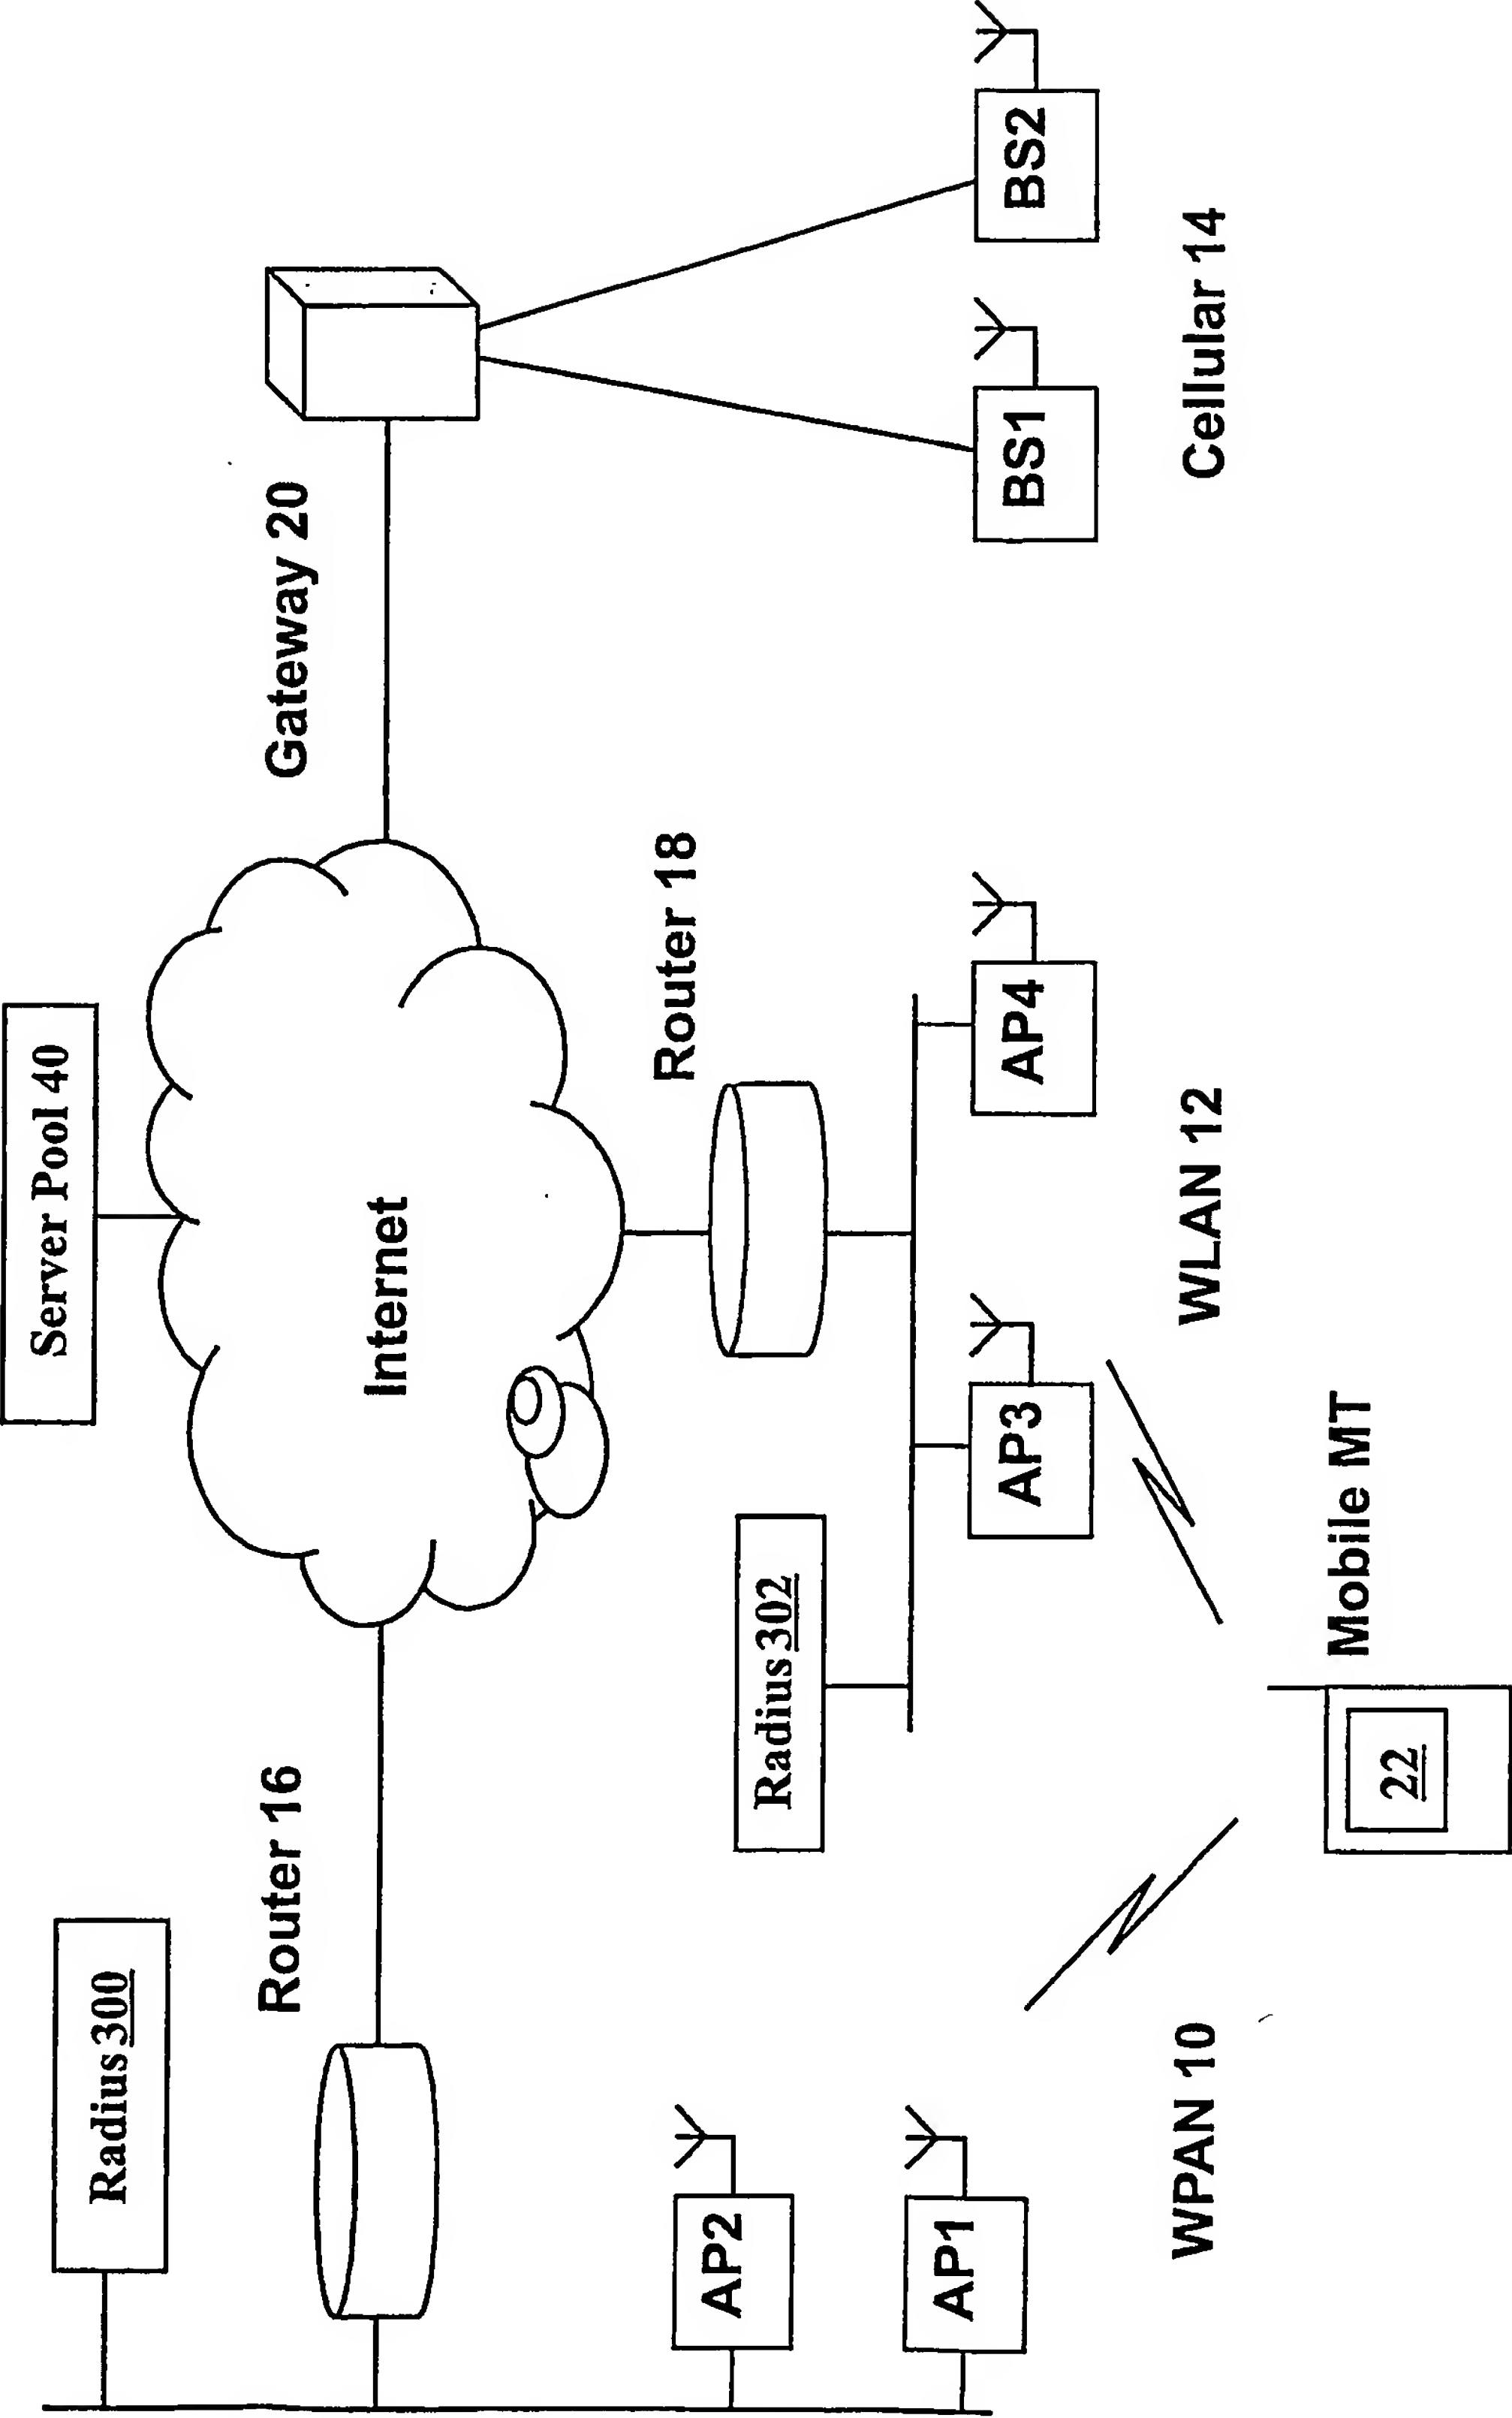 Server Pool 40
Radius 300
Router 16
Gateway 20
Internet
Router 18
Radius 302
AP2
AP1
AP3
AP4
BS1
BS2
WPAN 10
WLAN 12
Cellular 14
Mobile MT
22